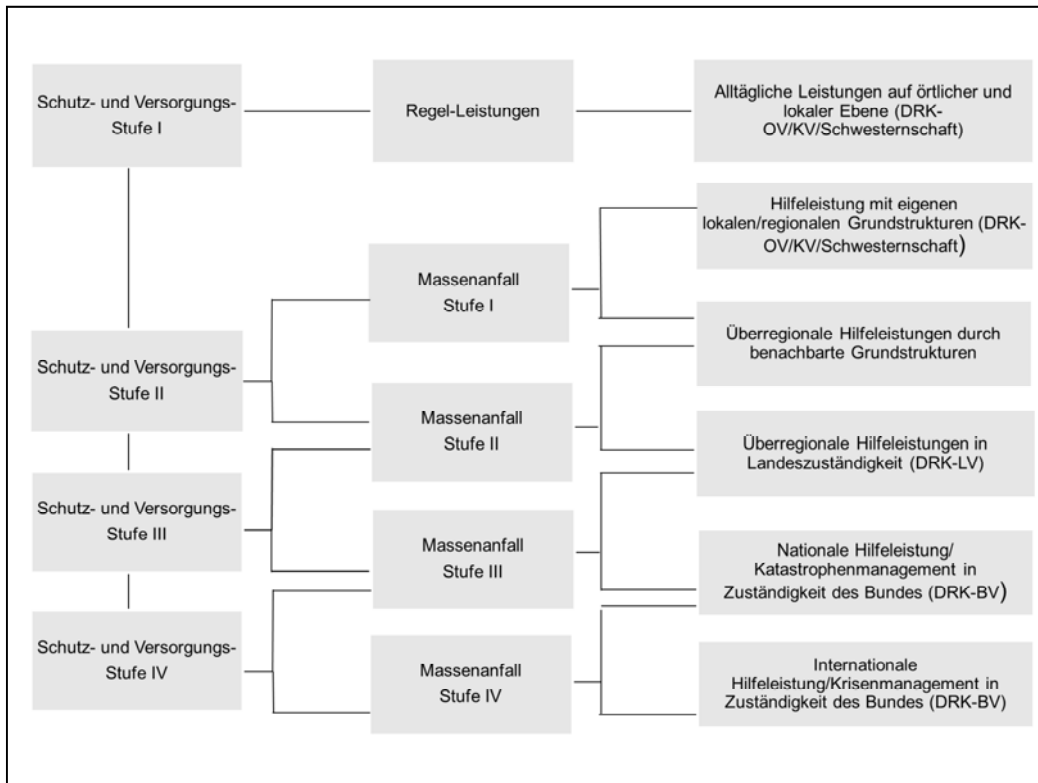 Schutz- und Versorgungs-
Stufe I
Regel-Leistungen
Alltägliche Leistungen auf örtlicher und
lokaler Ebene (DRK-
OV/KV/Schwesternschaft)
Hilfeleistung mit eigenen
lokalen/regionalen Grundstrukturen (DRK-
OV/KV/Schwesternschaft)
Massenanfall
Stufe I
Überregionale Hilfeleistungen durch
benachbarte Grundstrukturen
Schutz- und Versorgungs-
Stufe II
Massenanfall
Stufe II
Überregionale Hilfeleistungen in
Landeszuständigkeit (DRK-LV)
Schutz- und Versorgungs-
Stufe III
Massenanfall
Stufe III
Nationale Hilfeleistung/
Katastrophenmanagement in
Zuständigkeit des Bundes (DRK-BV)
Schutz- und Versorgungs-
Stufe IV
Massenanfall
Stufe IV
Internationale
Hilfeleistung/Krisenmanagement in
Zuständigkeit des Bundes (DRK-BV)